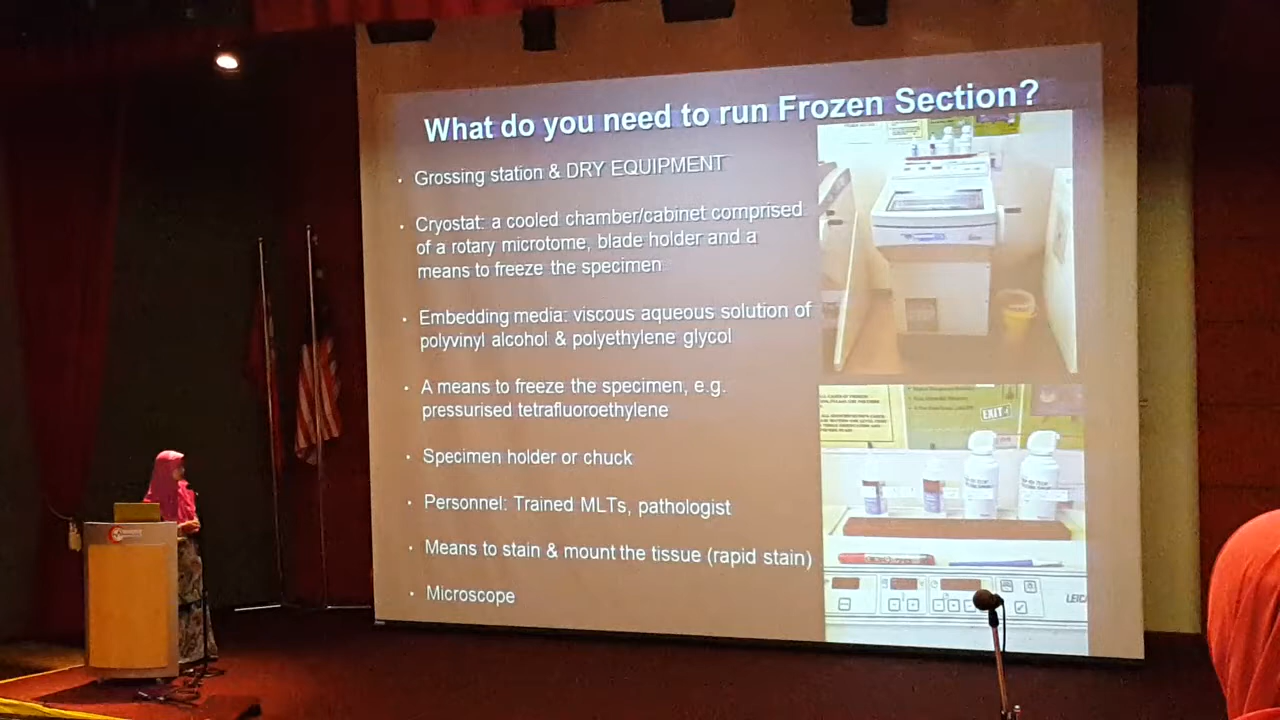 What do you need to run Frozen Section?
• Grossing station & DRY EQUIPMENT
• Cryostat: a cooled chamber/cabinet comprised
of a rotary microtome, blade holder and a
means to freeze the specimen
• Embedding media: viscous aqueous solution of
polyvinyl alcohol & polyethylene glycol
• A means to freeze the specimen, e.g.
pressurised tetrafluoroethylene
• Specimen holder or chuck
• Personnel: Trained MLTs, pathologist
• Means to stain & mount the tissue (rapid stain)
• Microscope
EXIT
LEICA